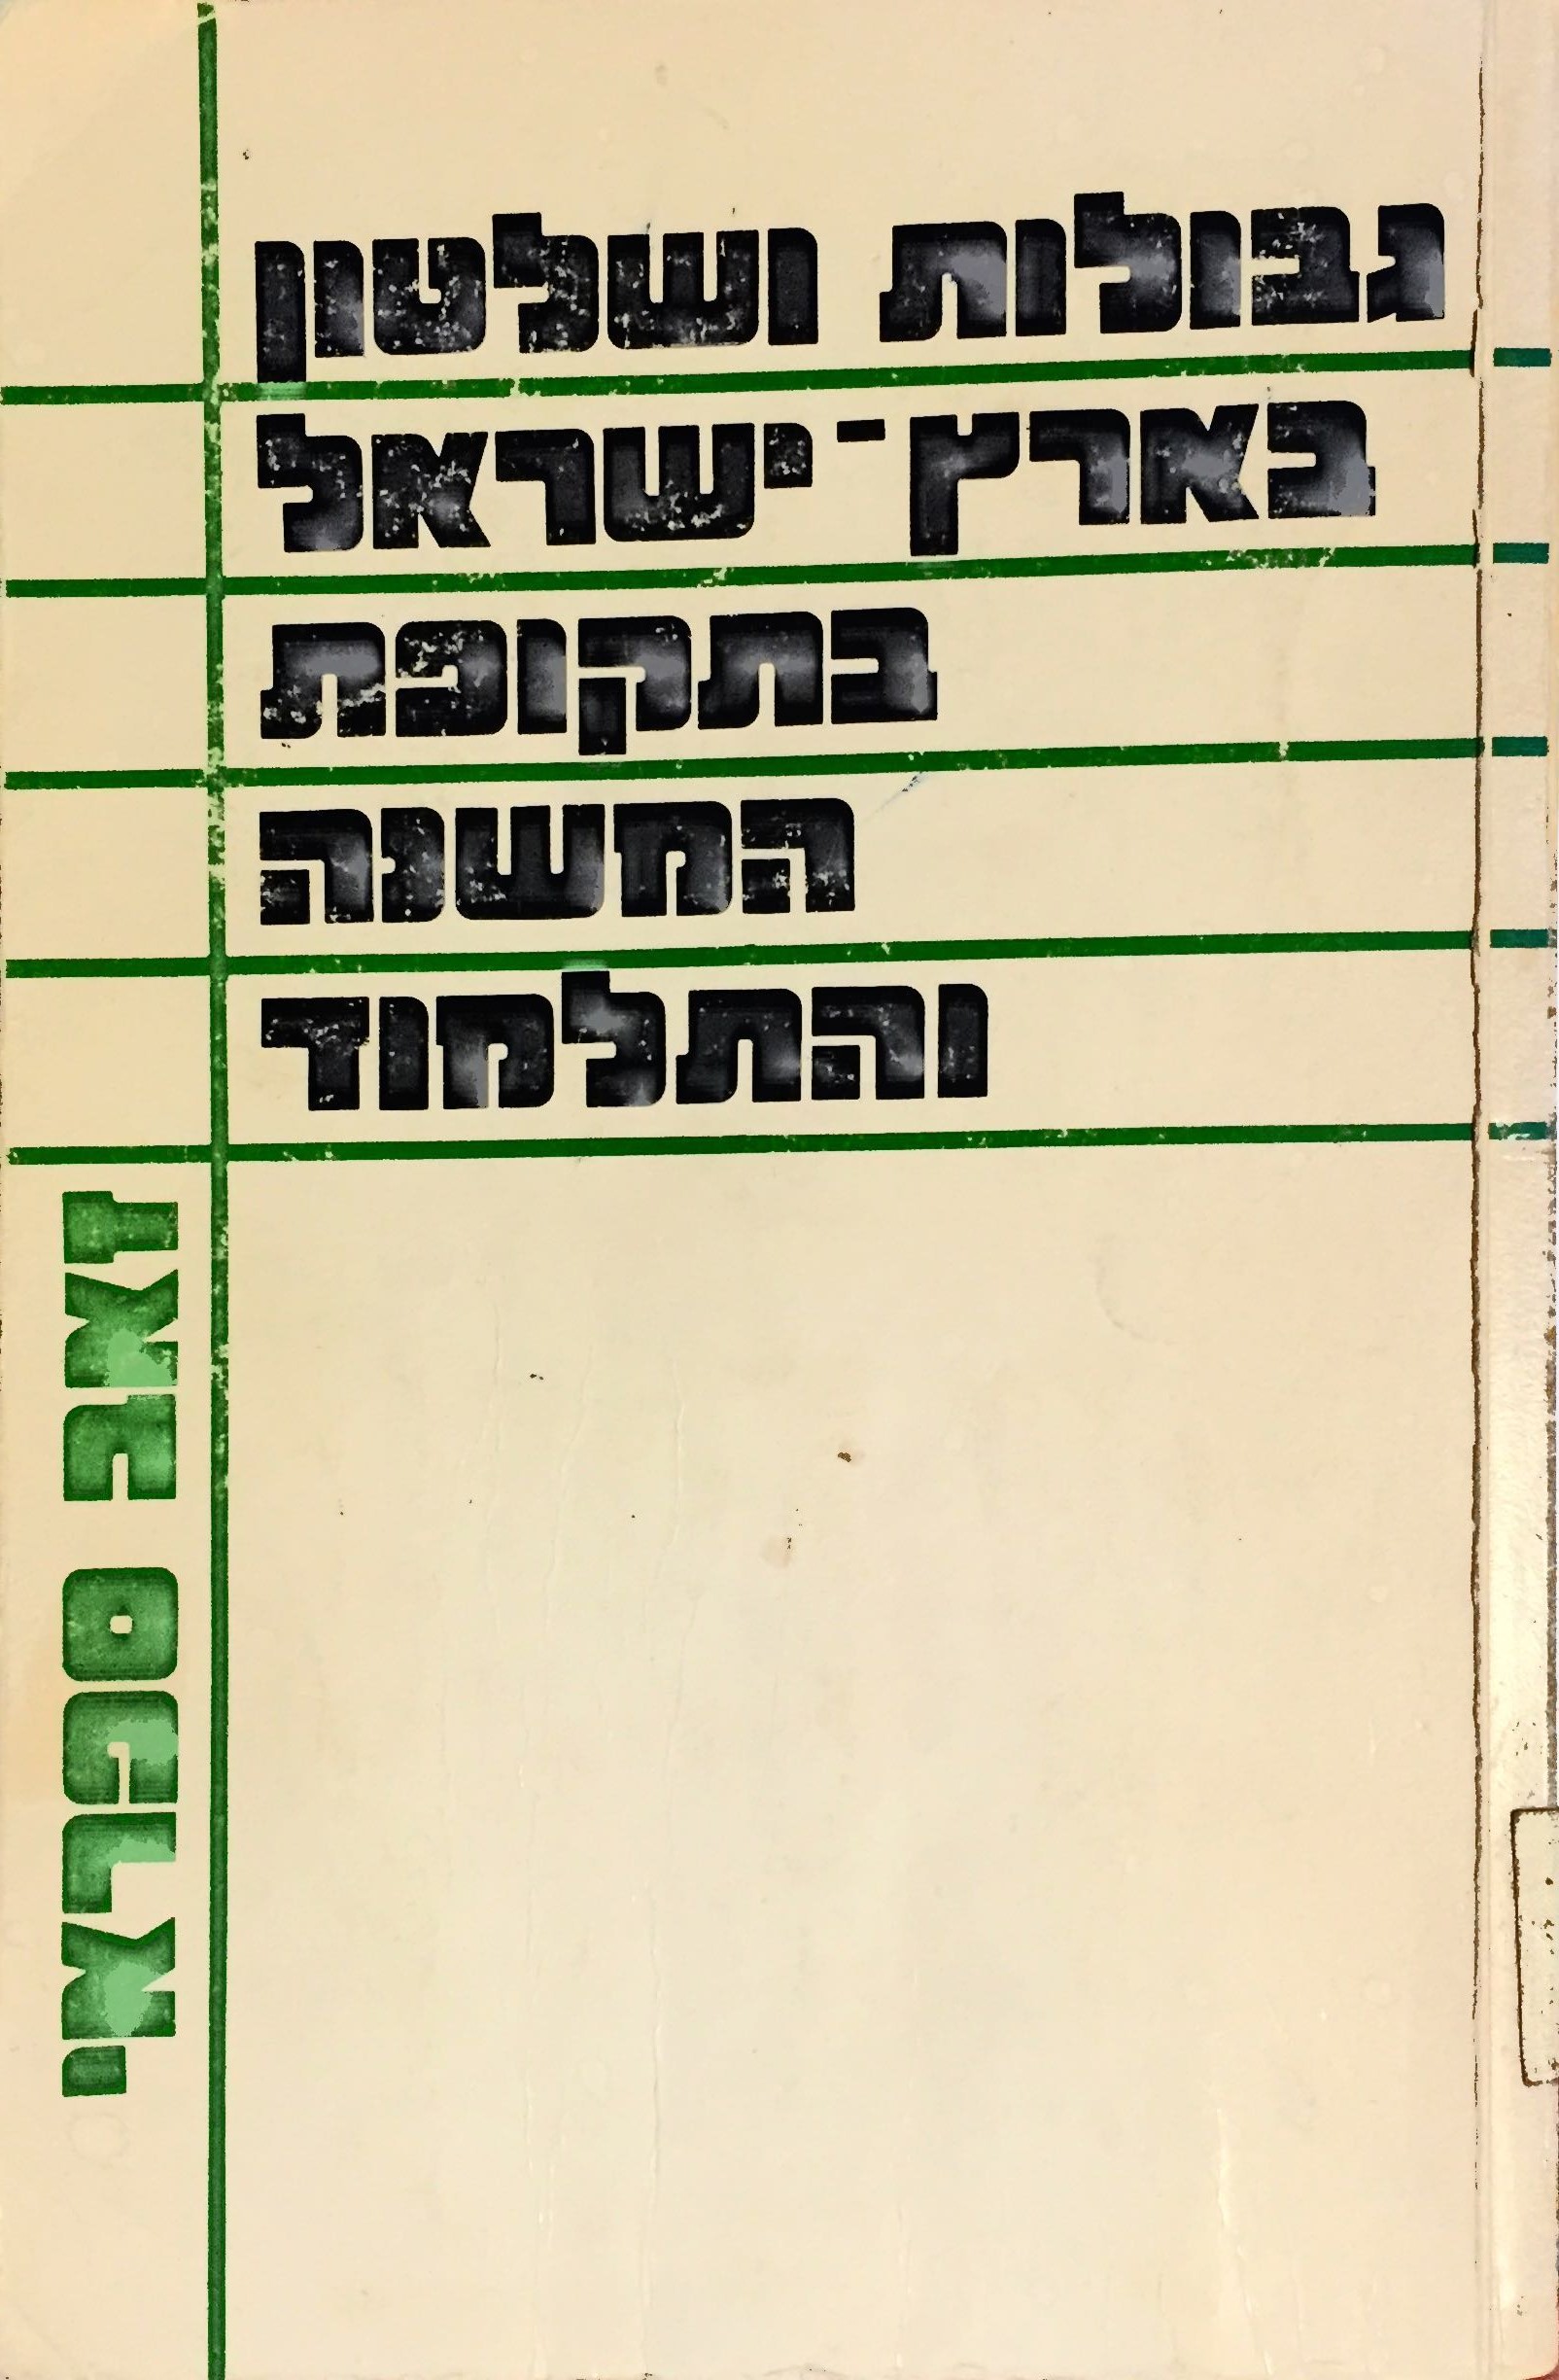 גבולות ושלטון
בארץ־ישראל
בתקופת
המשנה
והתלמוד
זאב ספראי